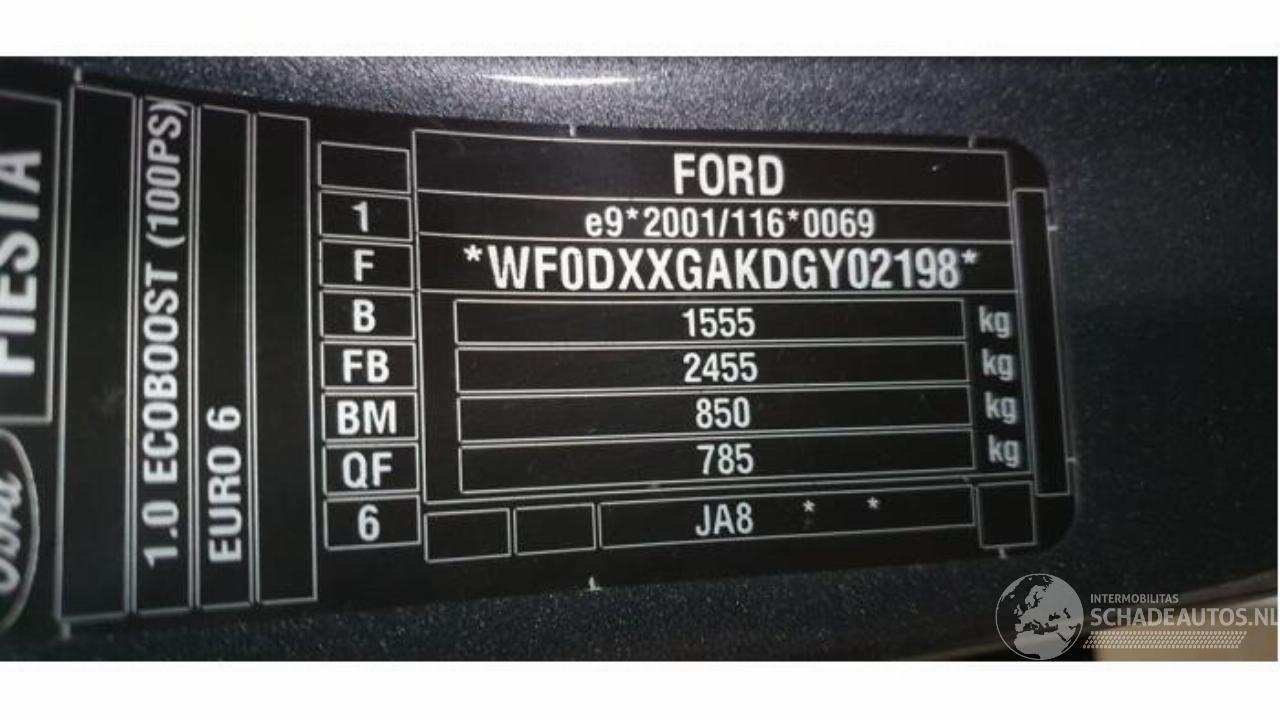 FIESTA
Ford
1.0 ECOBOOST (100PS)
EURO 6
FORD
1 e9*2001/116*0069
F *WF0DXXGAKDGY02198*
B 1555 kg
FB 2455 kg
BM 850 kg
QF 785 kg
6 JA8 * *
INTERMOBILITAS
SCHADEAUTOS.NL